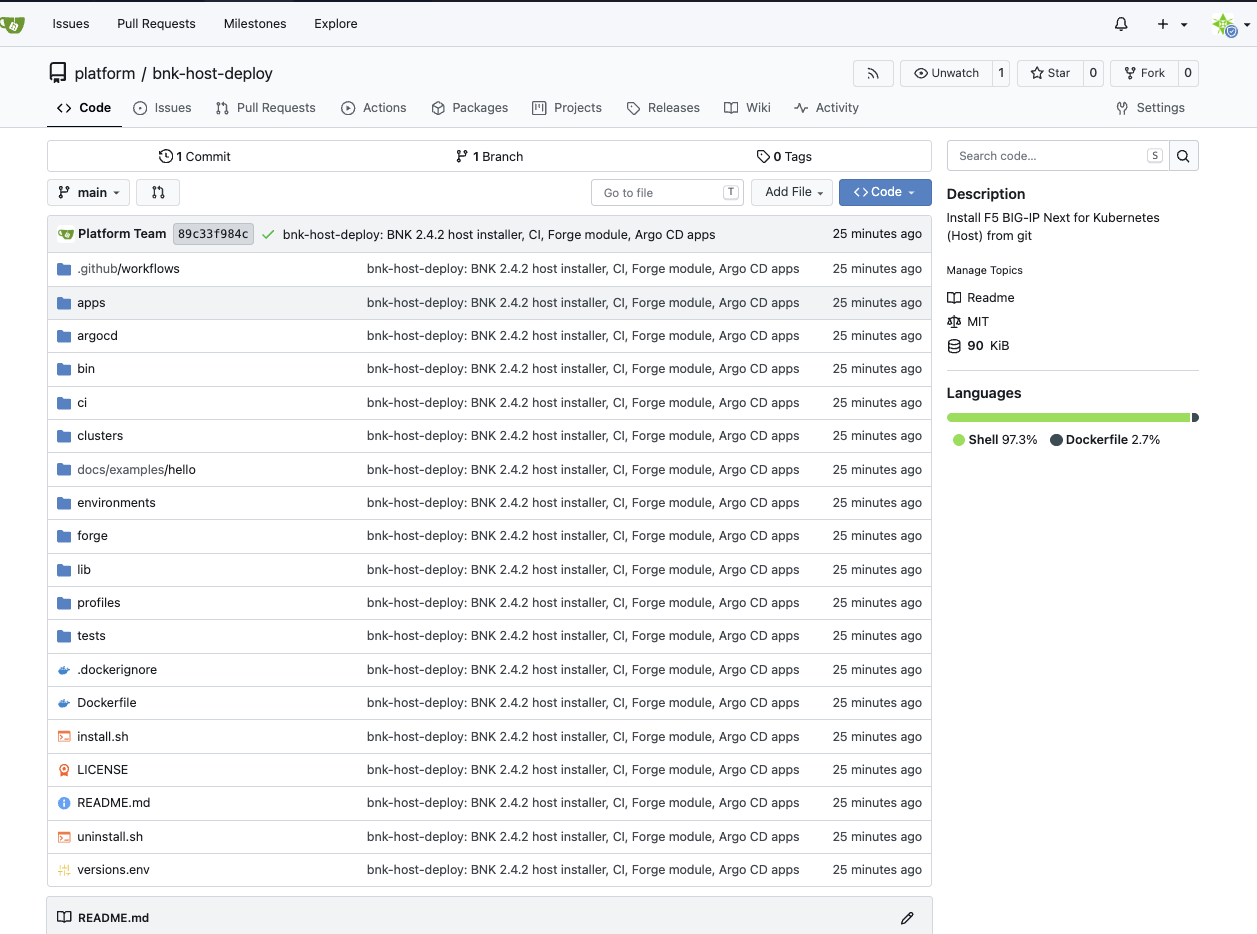 Issues Pull Requests Milestones Explore
platform / bnk-host-deploy
Unwatch 1 Star 0 Fork 0
Code Issues Pull Requests Actions Packages Projects Releases Wiki Activity Settings
1 Commit 1 Branch 0 Tags
main Go to file T Add File Code
Platform Team 89c33f984c bnk-host-deploy: BNK 2.4.2 host installer, CI, Forge module, Argo CD apps 25 minutes ago
.github/workflows bnk-host-deploy: BNK 2.4.2 host installer, CI, Forge module, Argo CD apps 25 minutes ago
apps bnk-host-deploy: BNK 2.4.2 host installer, CI, Forge module, Argo CD apps 25 minutes ago
argocd bnk-host-deploy: BNK 2.4.2 host installer, CI, Forge module, Argo CD apps 25 minutes ago
bin bnk-host-deploy: BNK 2.4.2 host installer, CI, Forge module, Argo CD apps 25 minutes ago
ci bnk-host-deploy: BNK 2.4.2 host installer, CI, Forge module, Argo CD apps 25 minutes ago
clusters bnk-host-deploy: BNK 2.4.2 host installer, CI, Forge module, Argo CD apps 25 minutes ago
docs/examples/hello bnk-host-deploy: BNK 2.4.2 host installer, CI, Forge module, Argo CD apps 25 minutes ago
environments bnk-host-deploy: BNK 2.4.2 host installer, CI, Forge module, Argo CD apps 25 minutes ago
forge bnk-host-deploy: BNK 2.4.2 host installer, CI, Forge module, Argo CD apps 25 minutes ago
lib bnk-host-deploy: BNK 2.4.2 host installer, CI, Forge module, Argo CD apps 25 minutes ago
profiles bnk-host-deploy: BNK 2.4.2 host installer, CI, Forge module, Argo CD apps 25 minutes ago
tests bnk-host-deploy: BNK 2.4.2 host installer, CI, Forge module, Argo CD apps 25 minutes ago
.dockerignore bnk-host-deploy: BNK 2.4.2 host installer, CI, Forge module, Argo CD apps 25 minutes ago
Dockerfile bnk-host-deploy: BNK 2.4.2 host installer, CI, Forge module, Argo CD apps 25 minutes ago
install.sh bnk-host-deploy: BNK 2.4.2 host installer, CI, Forge module, Argo CD apps 25 minutes ago
LICENSE bnk-host-deploy: BNK 2.4.2 host installer, CI, Forge module, Argo CD apps 25 minutes ago
README.md bnk-host-deploy: BNK 2.4.2 host installer, CI, Forge module, Argo CD apps 25 minutes ago
uninstall.sh bnk-host-deploy: BNK 2.4.2 host installer, CI, Forge module, Argo CD apps 25 minutes ago
versions.env bnk-host-deploy: BNK 2.4.2 host installer, CI, Forge module, Argo CD apps 25 minutes ago
README.md
Search code... S
Description
Install F5 BIG-IP Next for Kubernetes
(Host) from git
Manage Topics
Readme
MIT
90 KiB
Languages
Shell 97.3% Dockerfile 2.7%